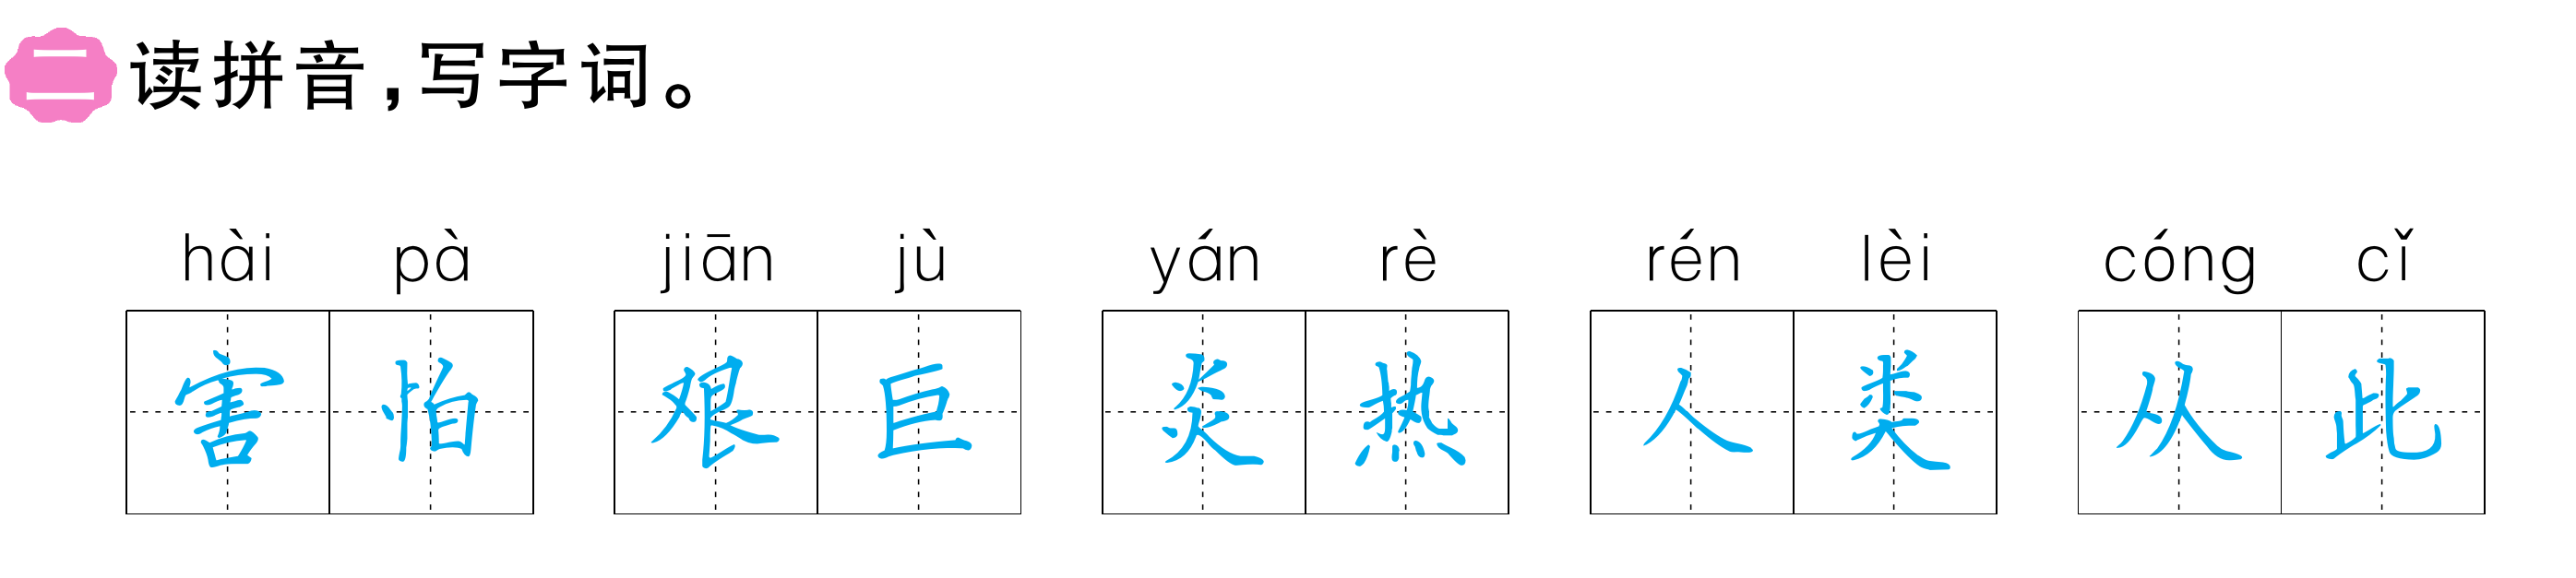 二 读拼音,写字词。
hài pà jiān jù yán rè rén lèi cóng cǐ
害怕 艰巨 炎热 人类 从此